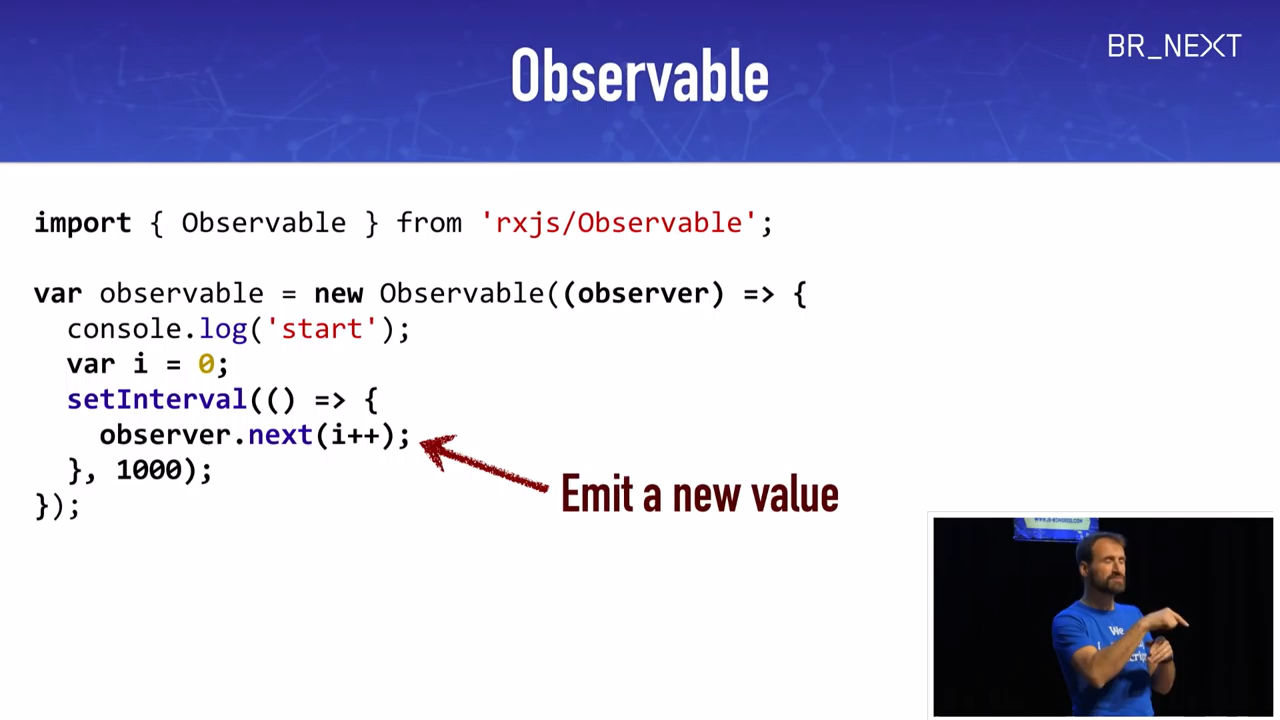 BR_NEXT
Observable
import { Observable } from 'rxjs/Observable';
var observable = new Observable((observer) => {
console.log('start');
var i = 0;
setInterval(() => {
observer.next(i++);
}, 1000);
});
Emit a new value
We